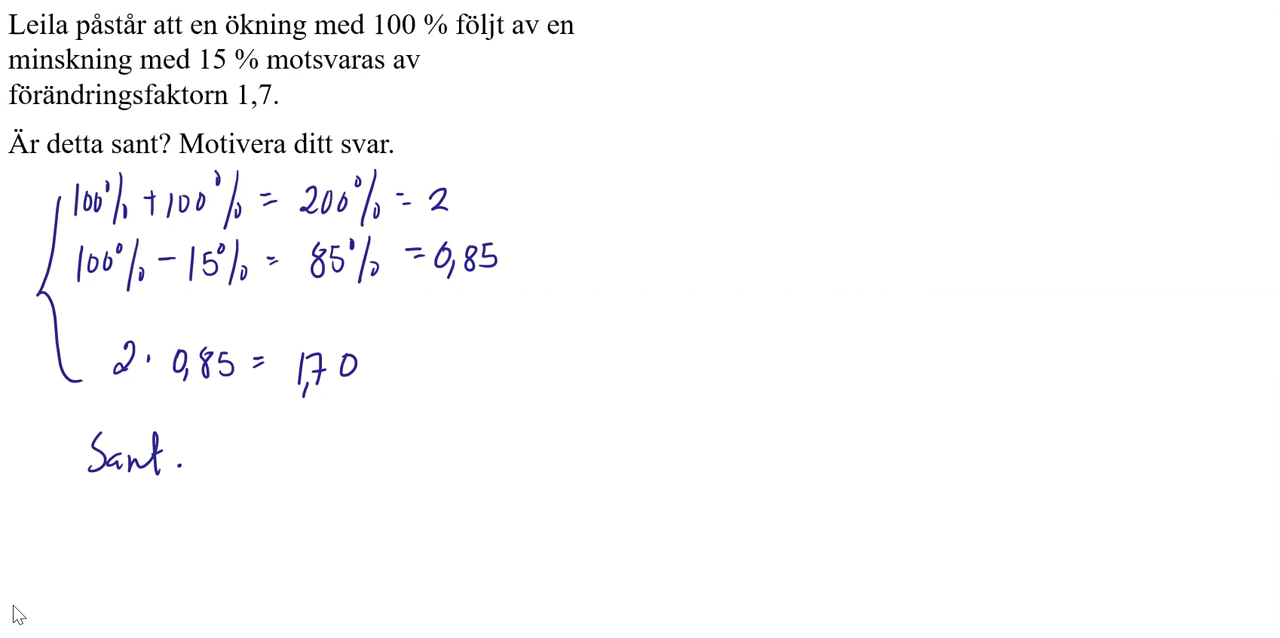 Leila påstår att en ökning med 100 % följt av en
minskning med 15 % motsvaras av
förändringsfaktorn 1,7.
Är detta sant? Motivera ditt svar.
100% + 100% = 200% = 2
100% - 15% = 85% = 0,85
2 · 0,85 = 1,70
Sant.